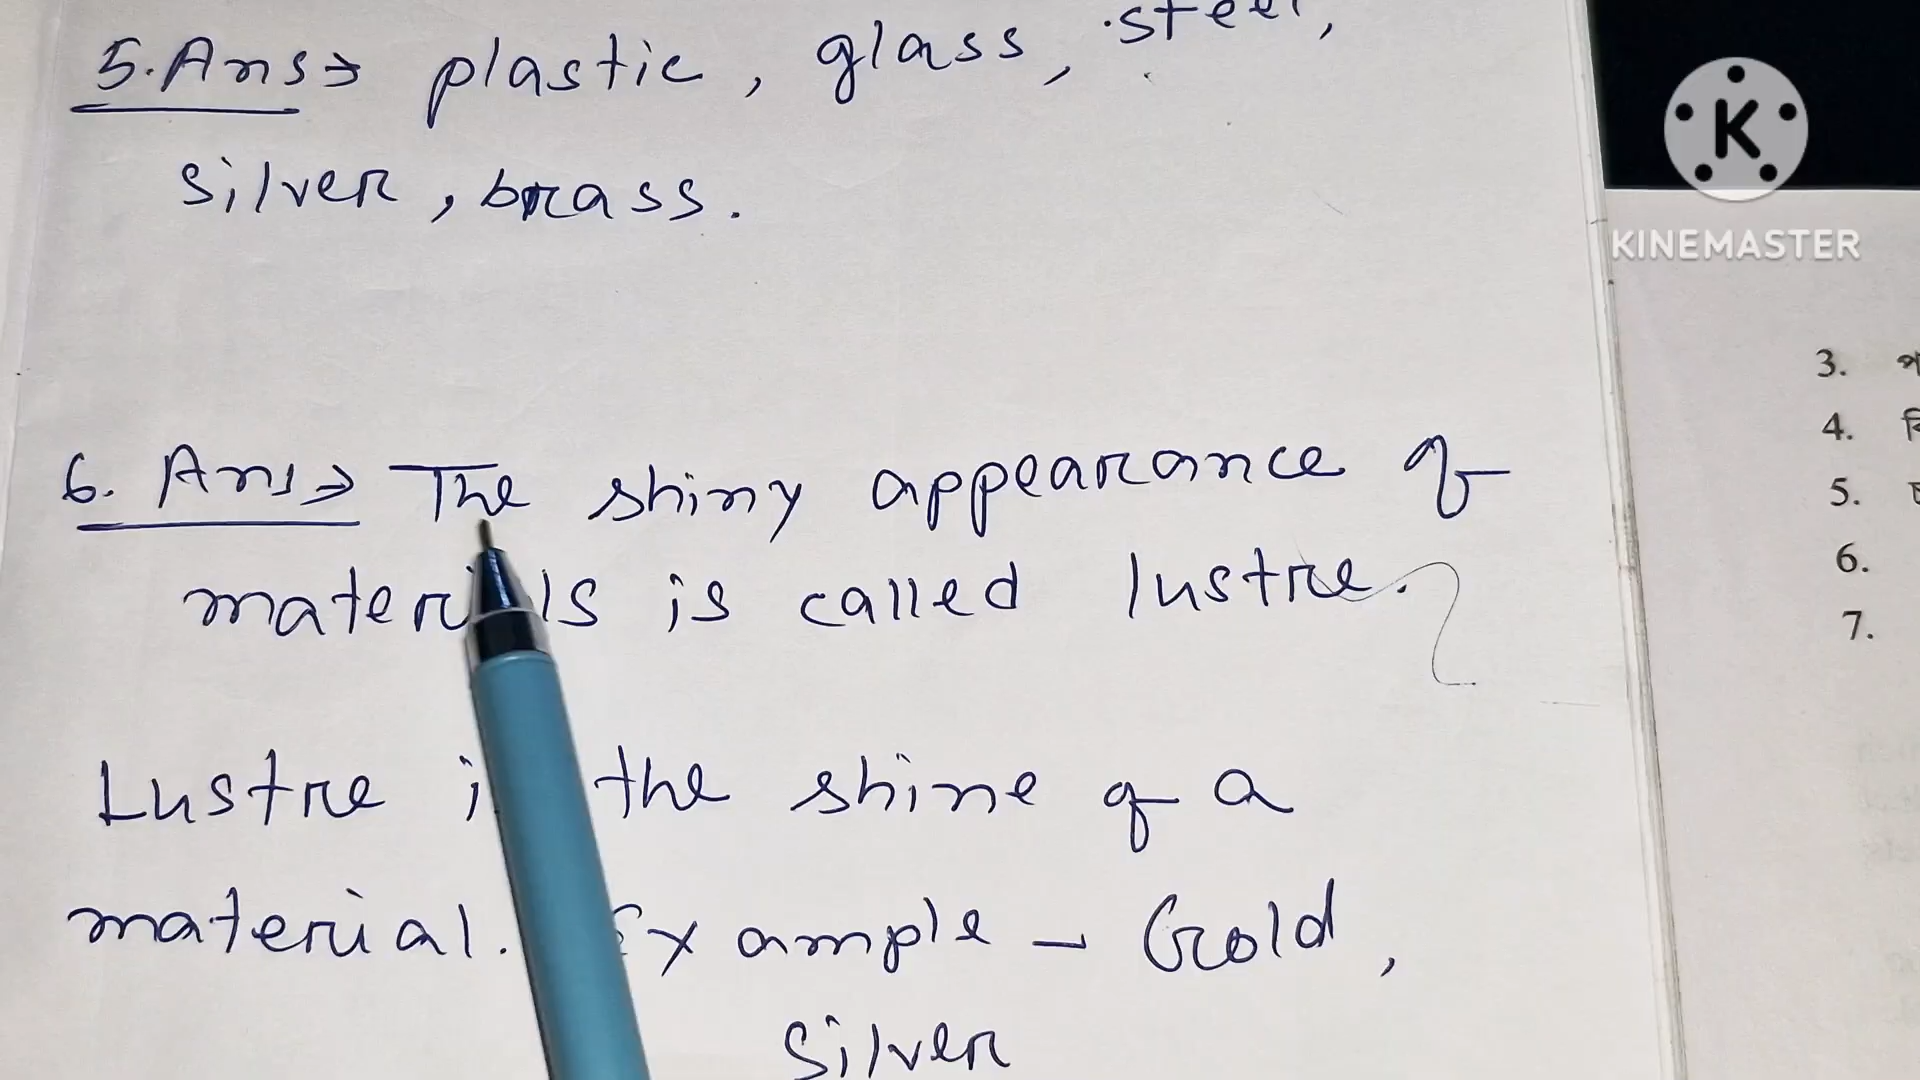 5. Ans→ plastic, glass, steel,
silver, brass.
6. Ans→ The shiny appearance of
materials is called lustre.
Lustre i the shine of a
material. Example - Gold,
silver
K
KINEMASTER
3.
4.
5.
6.
7.